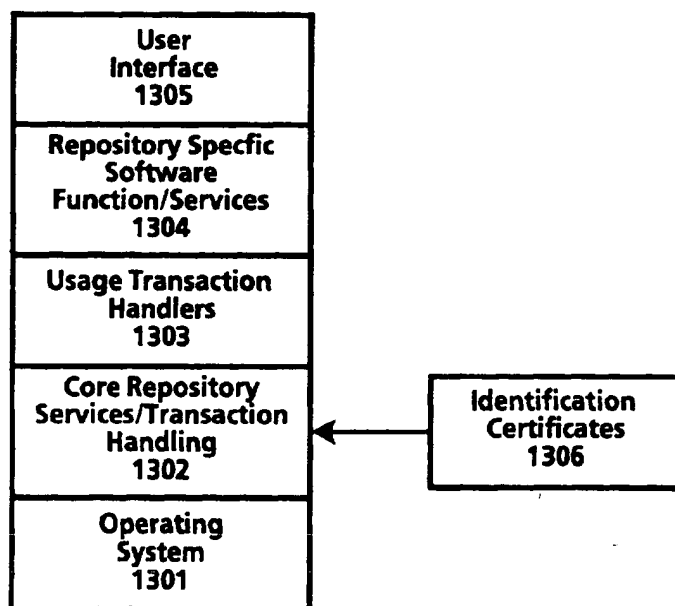 User
Interface
1305
Repository Specfic
Software
Function/Services
1304
Usage Transaction
Handlers
1303
Core Repository
Services/Transaction
Handling
1302
Identification
Certificates
1306
Operating
System
1301